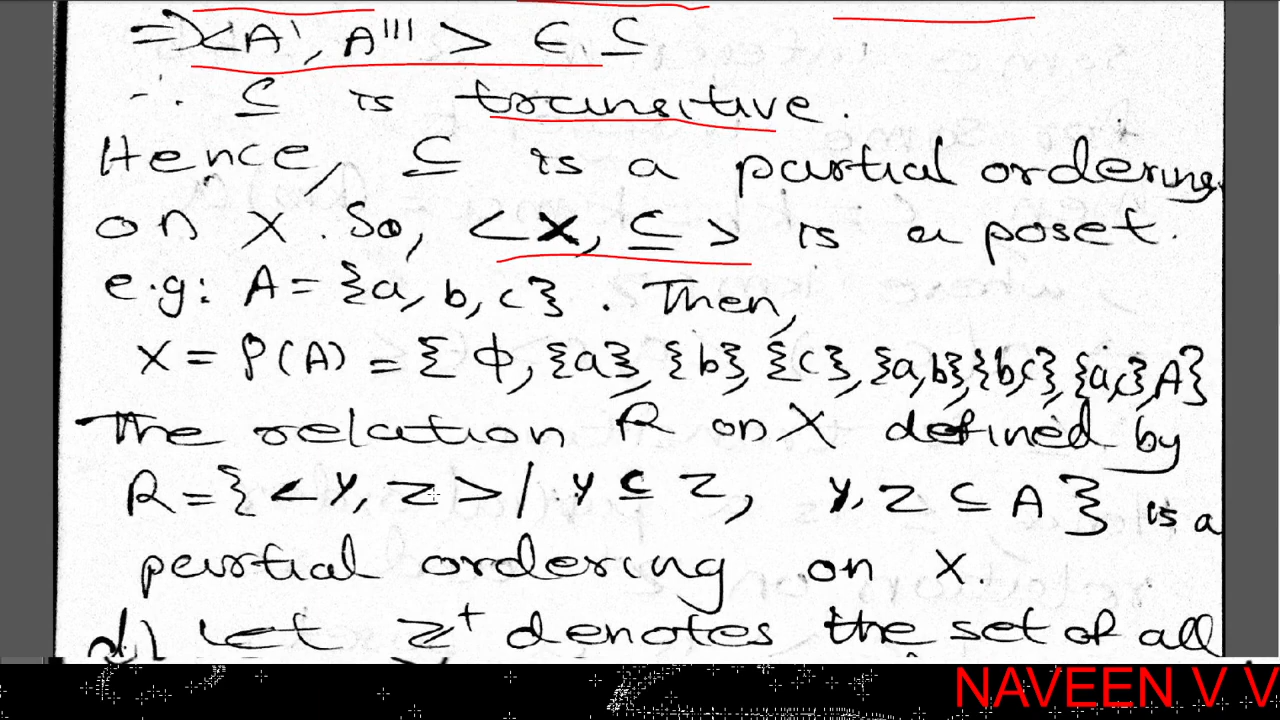 => <A', A'''> ∈ ⊆
∴ ⊆ is transitive.
Hence, ⊆ is a partial ordering
on X. So, <X, ⊆> is a poset.
e.g: A = {a, b, c}. Then,
X = ρ(A) = {ϕ, {a}, {b}, {c}, {a,b}, {b,c}, {a,c}, A}
The relation R on X defined by
R = {<Y, Z> / Y ⊆ Z, Y, Z ⊆ A} is a
partial ordering on X.
d) Let Z⁺ denotes the set of all
NAVEEN V V